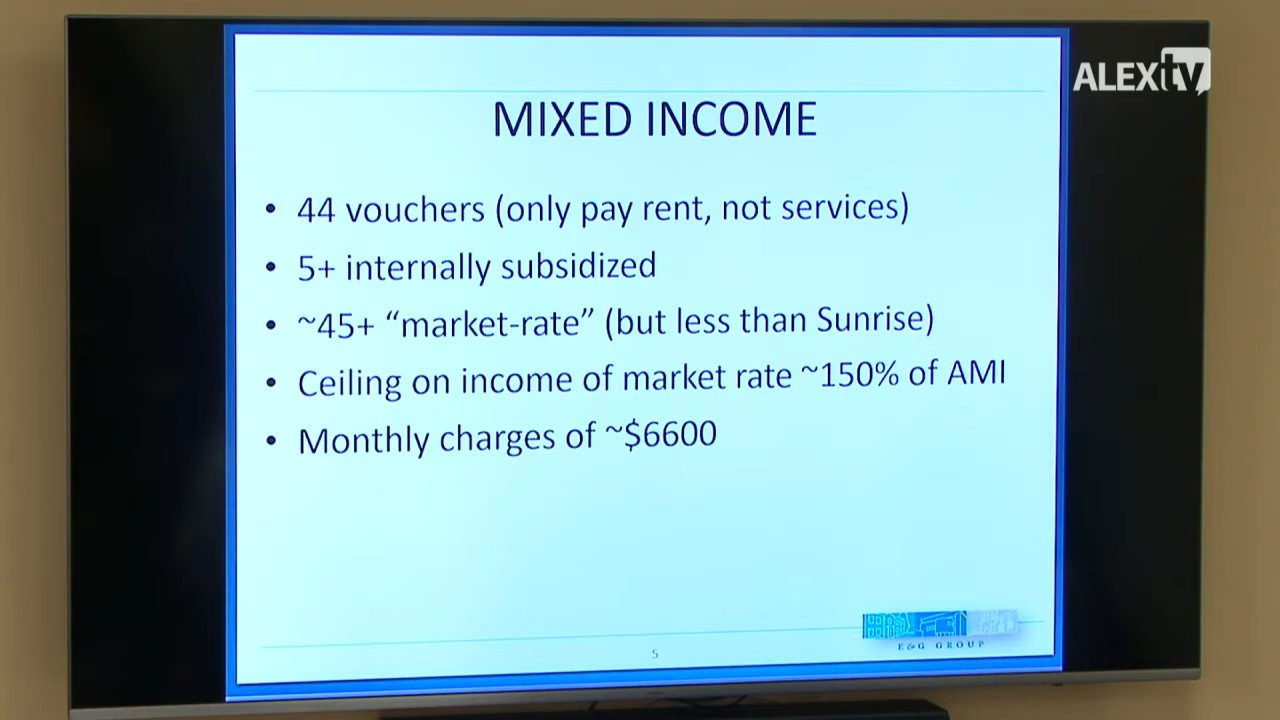 ALEXtv
MIXED INCOME
• 44 vouchers (only pay rent, not services)
• 5+ internally subsidized
• ~45+ “market-rate” (but less than Sunrise)
• Ceiling on income of market rate ~150% of AMI
• Monthly charges of ~$6600
E&G GROUP
5